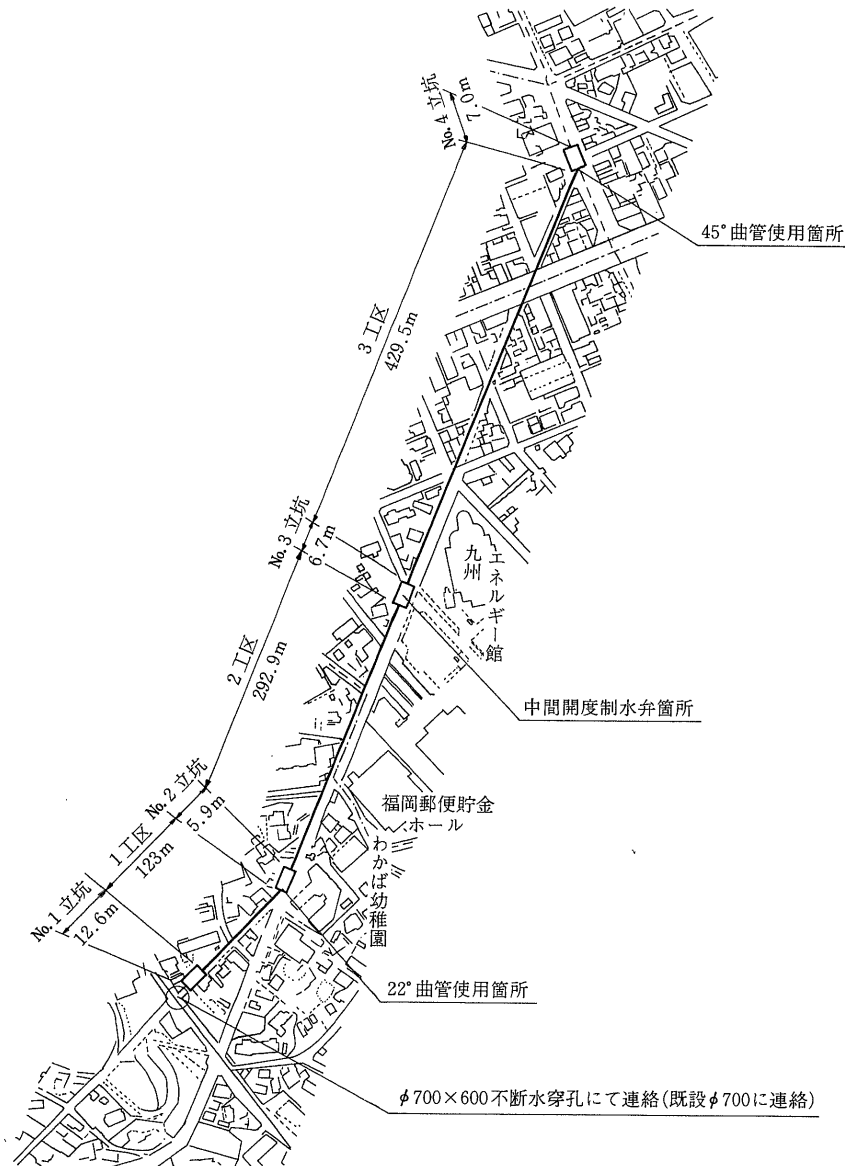 No.4 立坑
7.0m
45°曲管使用箇所
3工区
429.5m
No.3 立坑
6.7m
九州
エネルギー館
2工区
292.9m
中間開度制水弁箇所
No.2 立坑
5.9m
福岡郵便貯金
ホール
わかば幼稚園
1工区
123m
No.1 立坑
12.6m
22°曲管使用箇所
φ700×600不断水穿孔にて連絡(既設φ700に連絡)